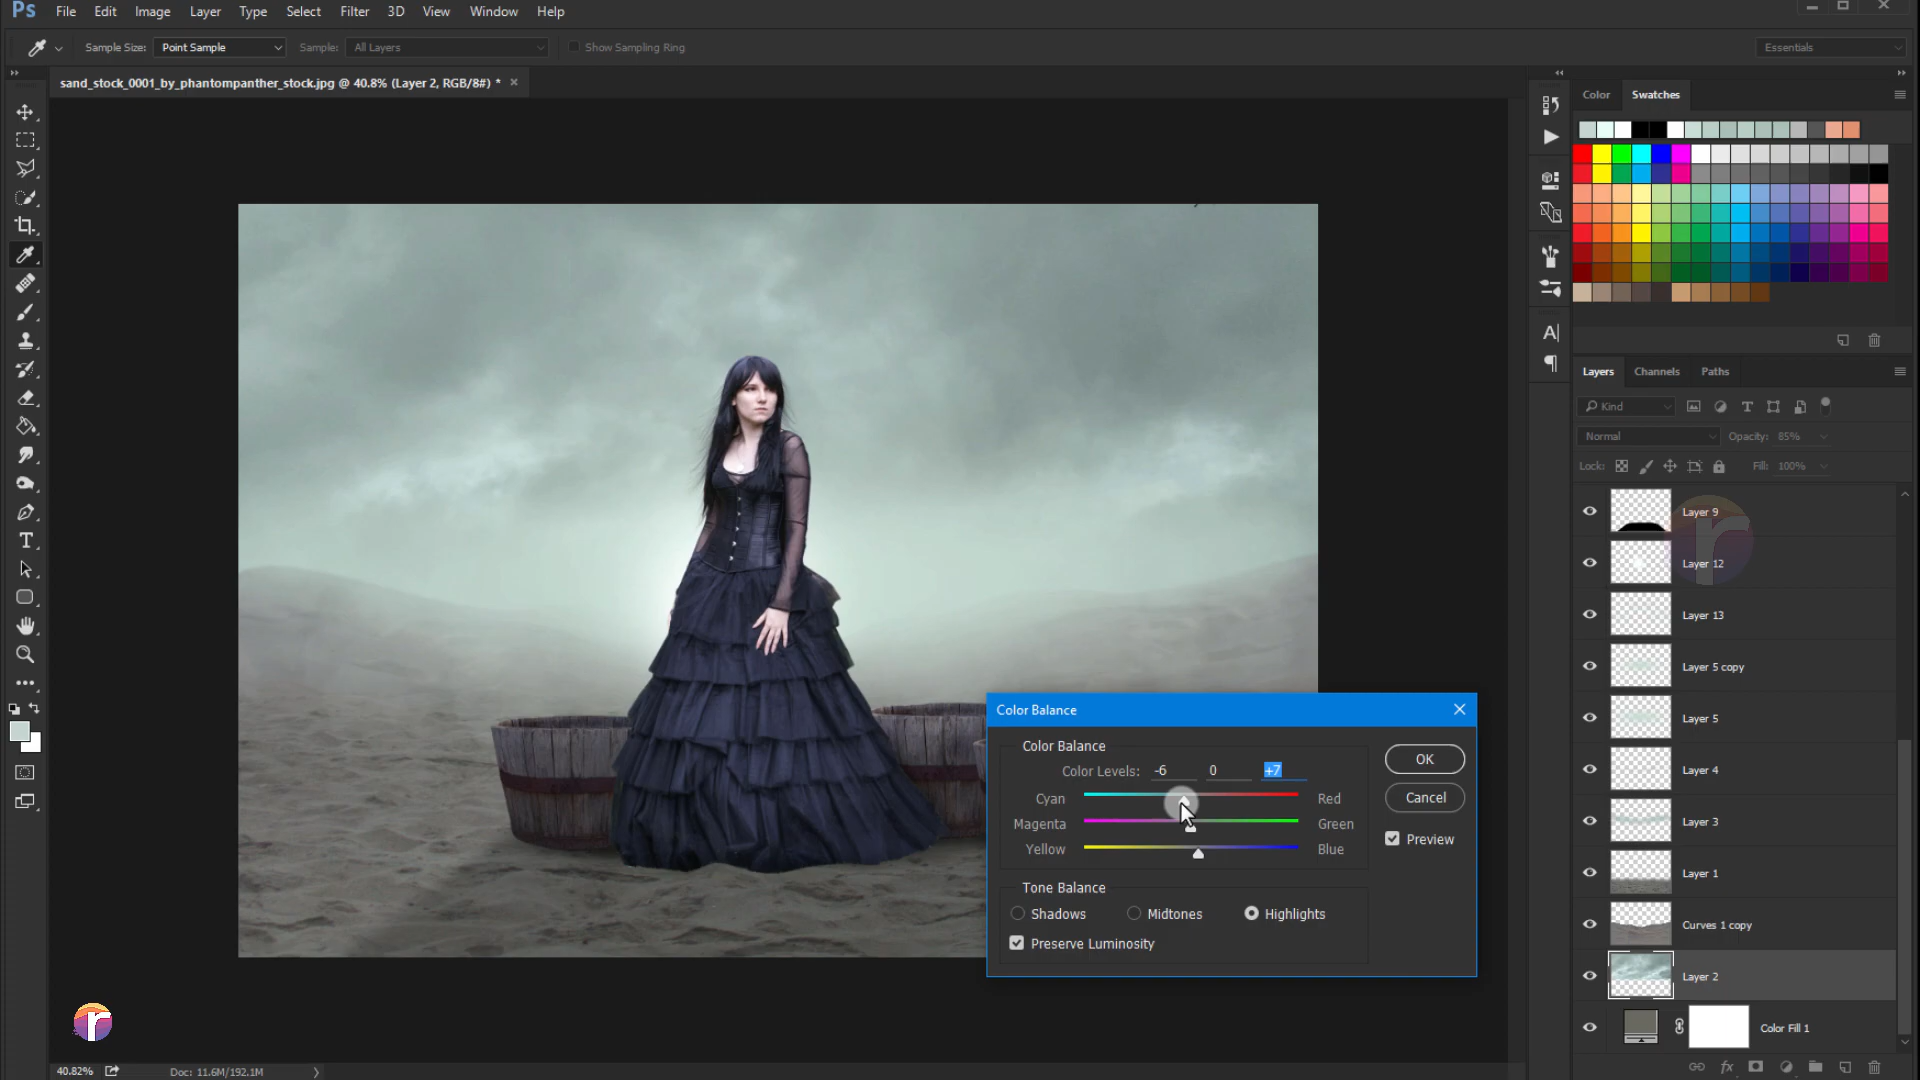 Ps File Edit Image Layer Type Select Filter 3D View Window Help
Sample Size: Point Sample Sample: All Layers Show Sampling Ring Essentials
sand_stock_0001_by_phantompanther_stock.jpg @ 40.8% (Layer 2, RGB/8#) *
Color Swatches
Layers Channels Paths
Kind
Normal Opacity: 85%
Lock: Fill: 100%
Layer 9
Layer 12
Layer 13
Layer 5 copy
Layer 5
Layer 4
Layer 3
Layer 1
Curves 1 copy
Layer 2
Color Fill 1
Color Balance
Color Balance
Color Levels: -6 0 +7
Cyan Red
Magenta Green
Yellow Blue
OK
Cancel
Preview
Tone Balance
Shadows Midtones Highlights
Preserve Luminosity
40.82% Doc: 11.6M/192.1M